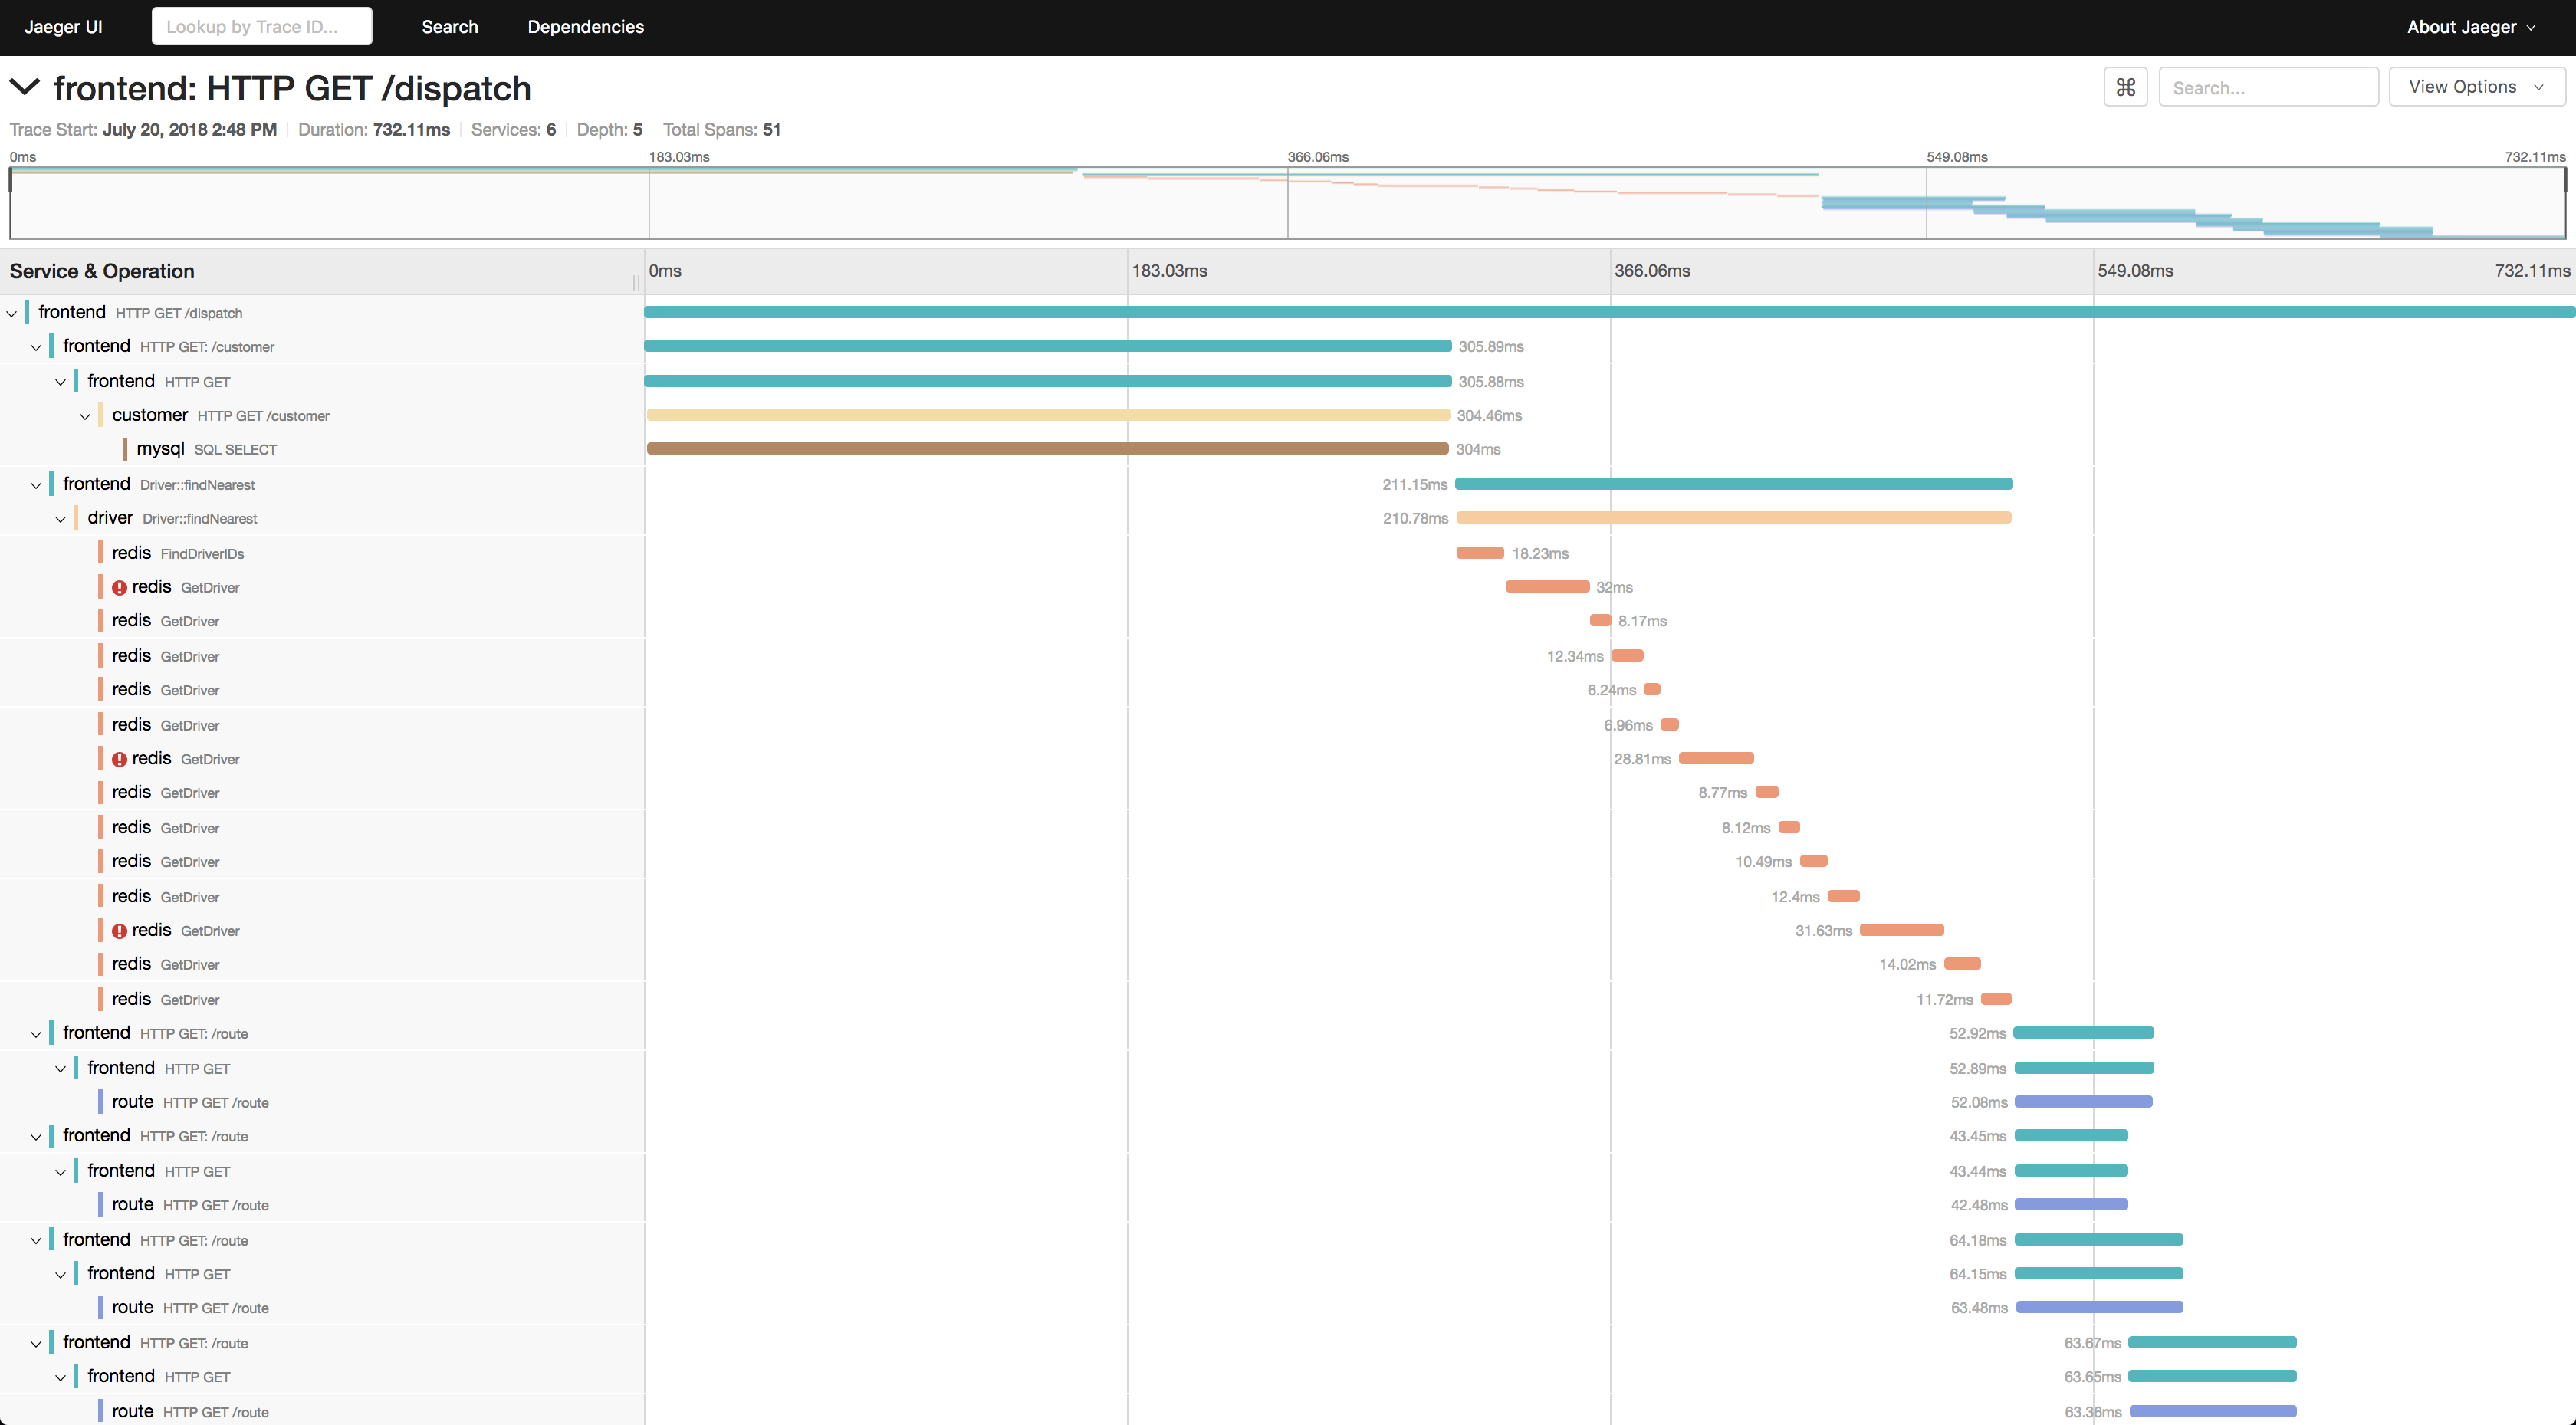 Jaeger UI Lookup by Trace ID... Search Dependencies About Jaeger
frontend: HTTP GET /dispatch ⌘ Search... View Options
Trace Start: July 20, 2018 2:48 PM Duration: 732.11ms Services: 6 Depth: 5 Total Spans: 51
0ms 183.03ms 366.06ms 549.08ms 732.11ms
Service & Operation 0ms 183.03ms 366.06ms 549.08ms 732.11ms
frontend HTTP GET /dispatch
frontend HTTP GET: /customer 305.89ms
frontend HTTP GET 305.88ms
customer HTTP GET /customer 304.46ms
mysql SQL SELECT 304ms
frontend Driver::findNearest 211.15ms
driver Driver::findNearest 210.78ms
redis FindDriverIDs 18.23ms
redis GetDriver 32ms
redis GetDriver 8.17ms
redis GetDriver 12.34ms
redis GetDriver 6.24ms
redis GetDriver 6.96ms
redis GetDriver 28.81ms
redis GetDriver 8.77ms
redis GetDriver 8.12ms
redis GetDriver 10.49ms
redis GetDriver 12.4ms
redis GetDriver 31.63ms
redis GetDriver 14.02ms
redis GetDriver 11.72ms
frontend HTTP GET: /route 52.92ms
frontend HTTP GET 52.89ms
route HTTP GET /route 52.08ms
frontend HTTP GET: /route 43.45ms
frontend HTTP GET 43.44ms
route HTTP GET /route 42.48ms
frontend HTTP GET: /route 64.18ms
frontend HTTP GET 64.15ms
route HTTP GET /route 63.48ms
frontend HTTP GET: /route 63.67ms
frontend HTTP GET 63.65ms
route HTTP GET /route 63.36ms